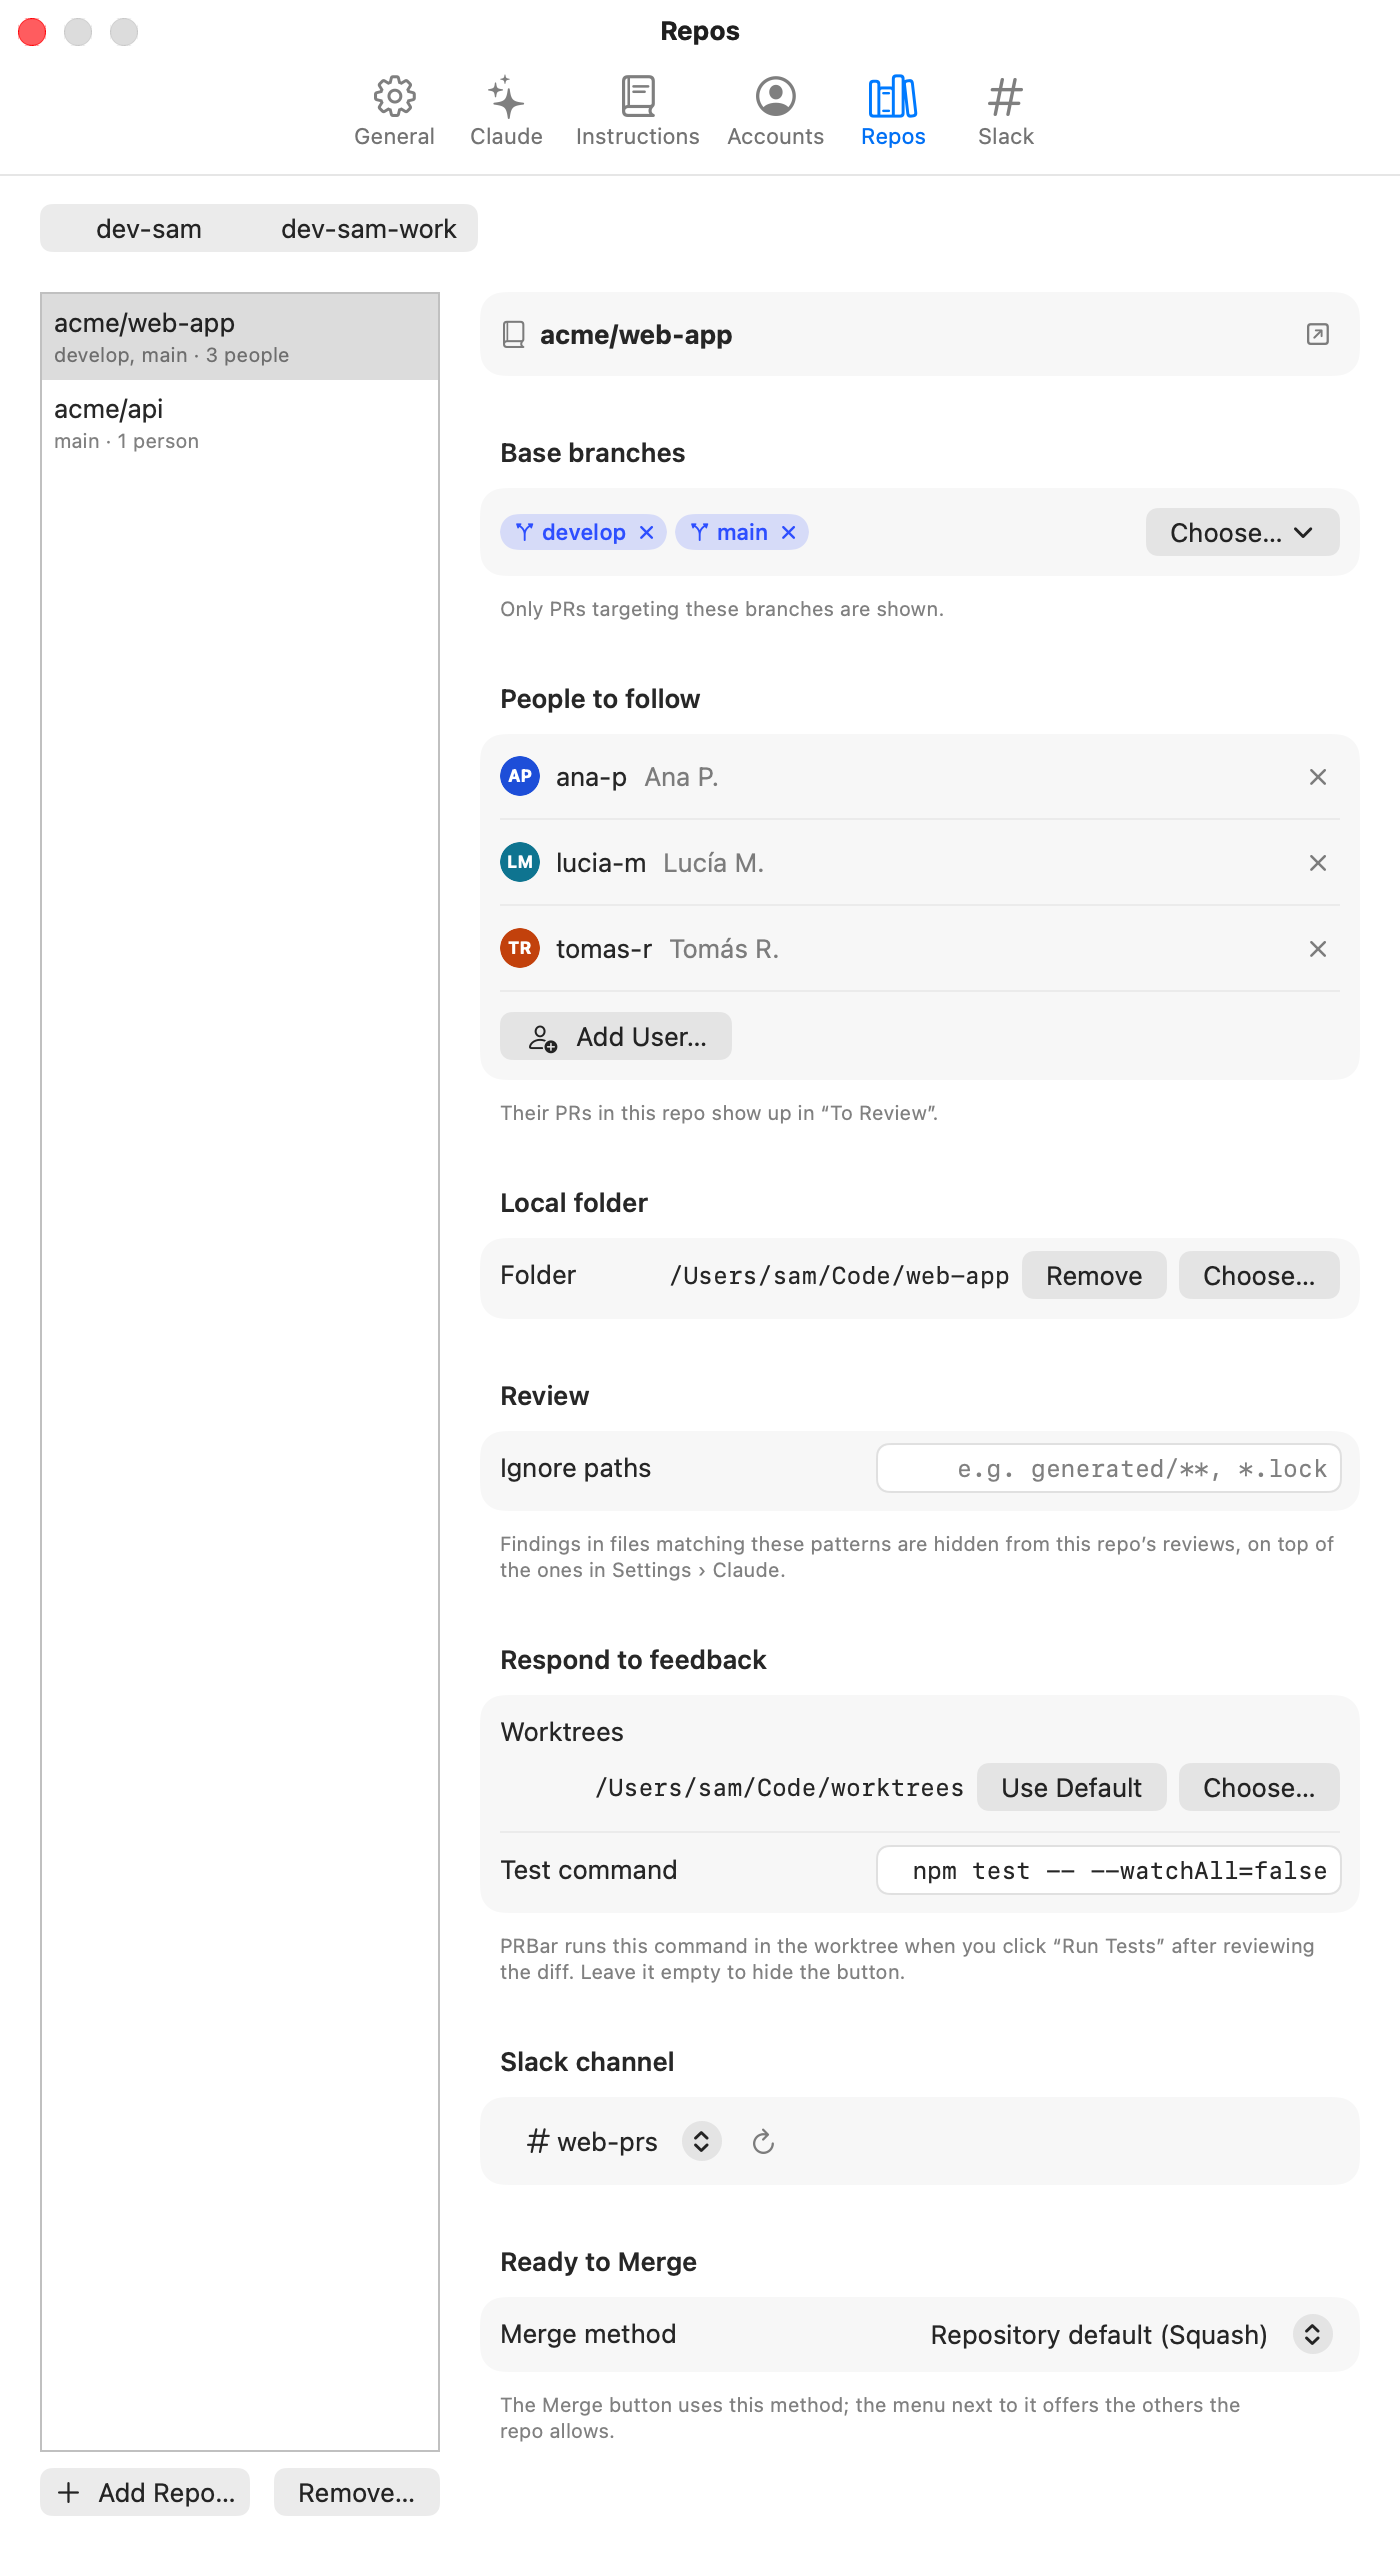 Repos
General
Claude
Instructions
Accounts
Repos
Slack
dev-sam
dev-sam-work
acme/web-app
develop, main · 3 people
acme/api
main · 1 person
Add Repo...
Remove...
acme/web-app
Base branches
develop
main
Choose...
Only PRs targeting these branches are shown.
People to follow
AP ana-p Ana P.
LM lucia-m Lucía M.
TR tomas-r Tomás R.
Add User...
Their PRs in this repo show up in “To Review”.
Local folder
Folder /Users/sam/Code/web-app Remove Choose...
Review
Ignore paths e.g. generated/**, *.lock
Findings in files matching these patterns are hidden from this repo’s reviews, on top of
the ones in Settings › Claude.
Respond to feedback
Worktrees
/Users/sam/Code/worktrees Use Default Choose...
Test command npm test -- --watchAll=false
PRBar runs this command in the worktree when you click “Run Tests” after reviewing
the diff. Leave it empty to hide the button.
Slack channel
# web-prs
Ready to Merge
Merge method Repository default (Squash)
The Merge button uses this method; the menu next to it offers the others the
repo allows.